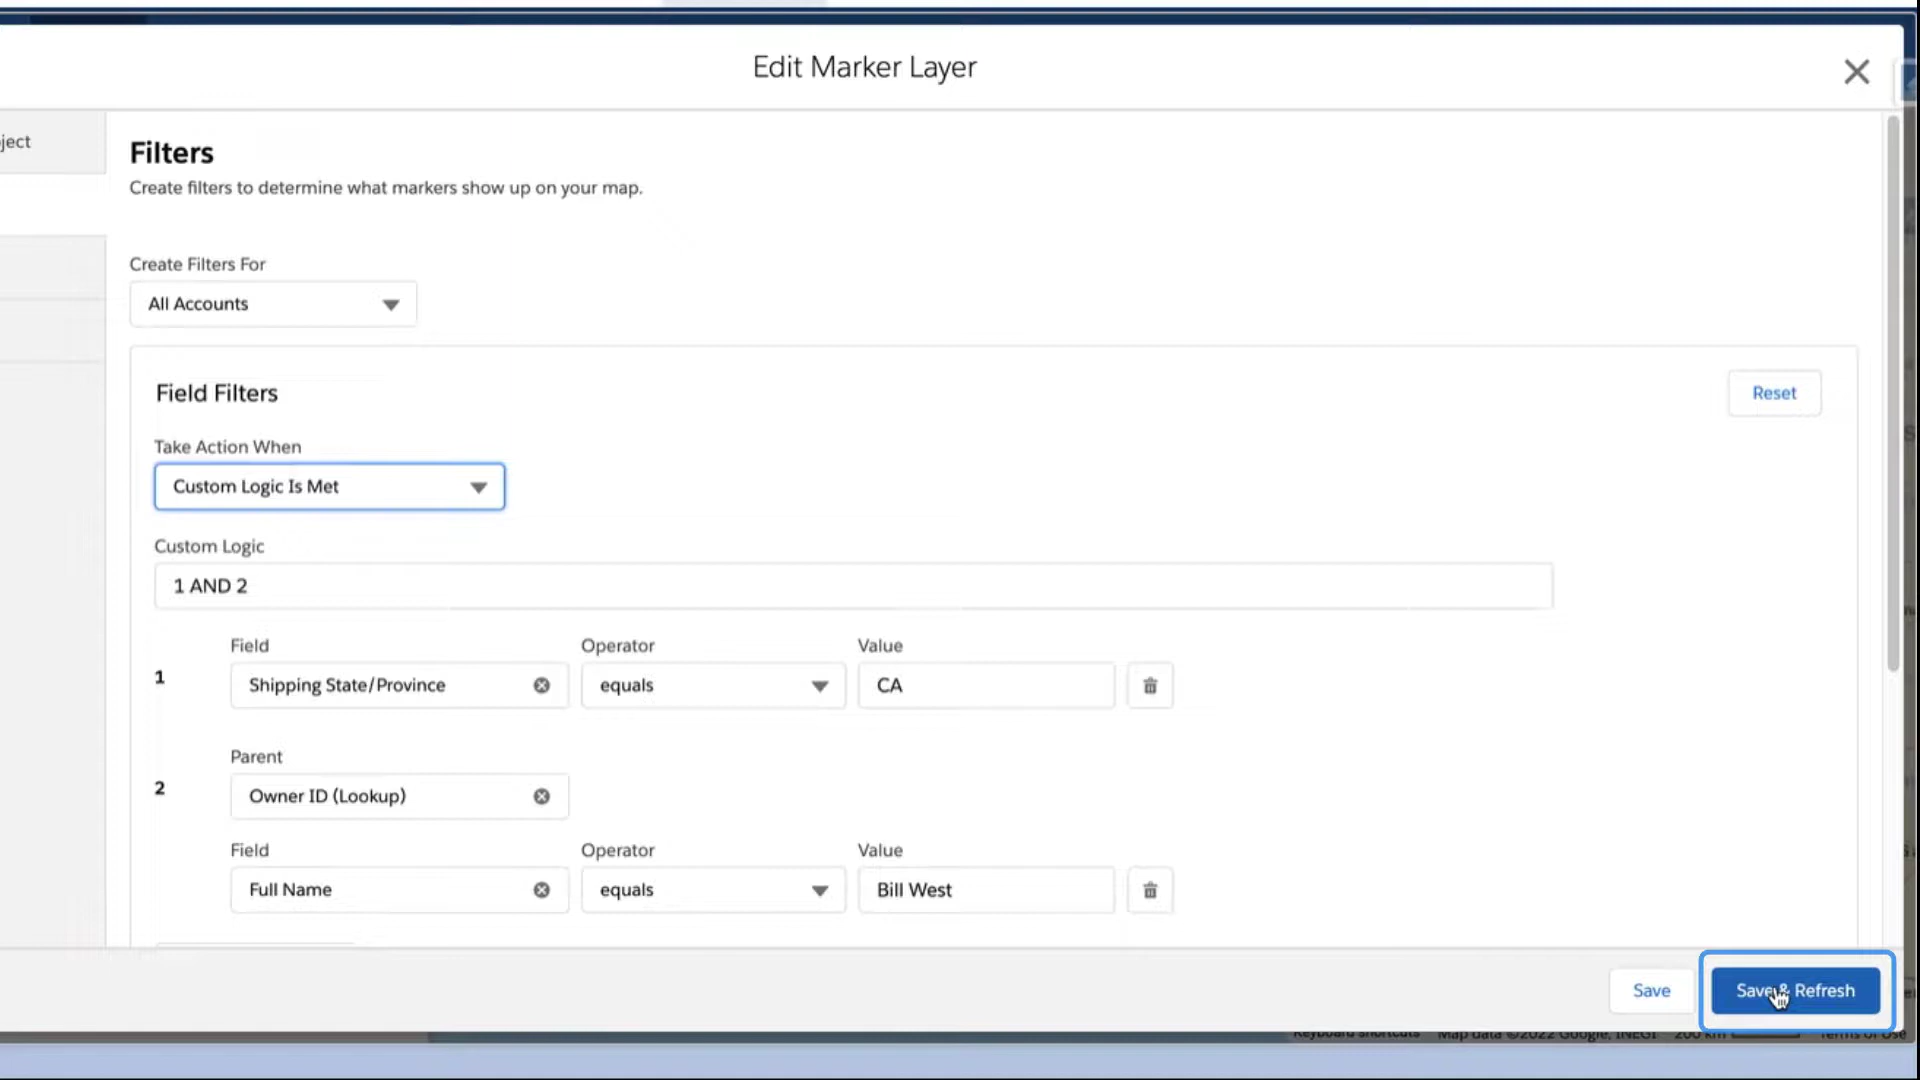 Edit Marker Layer
ject
Filters
Create filters to determine what markers show up on your map.
Create Filters For
All Accounts
Field Filters
Reset
Take Action When
Custom Logic Is Met
Custom Logic
1 AND 2
Field Operator Value
1 Shipping State/Province equals CA
Parent
2 Owner ID (Lookup)
Field Operator Value
Full Name equals Bill West
Save Save & Refresh
Keyboard shortcuts Map data ©2022 Google, INEGI 200 km Terms of Use